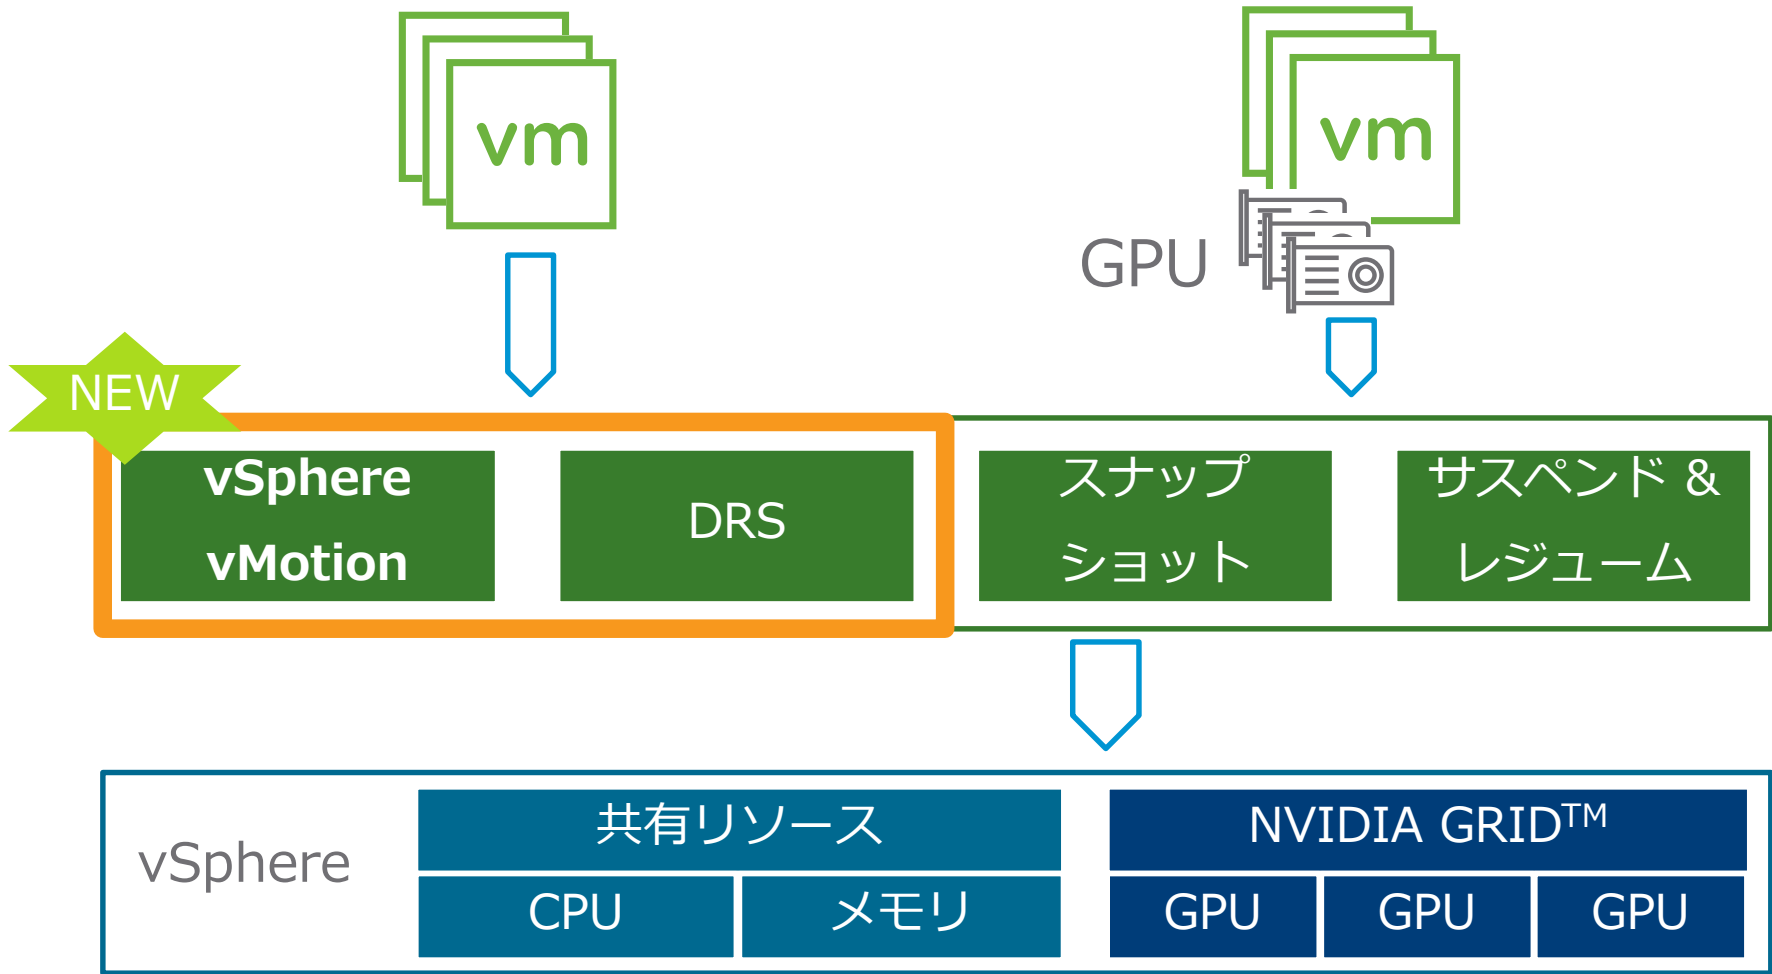 vm
vm
GPU
NEW
vSphere
vMotion
DRS
スナップ
ショット
サスペンド &
レジューム
vSphere
共有リソース
CPU
メモリ
NVIDIA GRID™
GPU
GPU
GPU